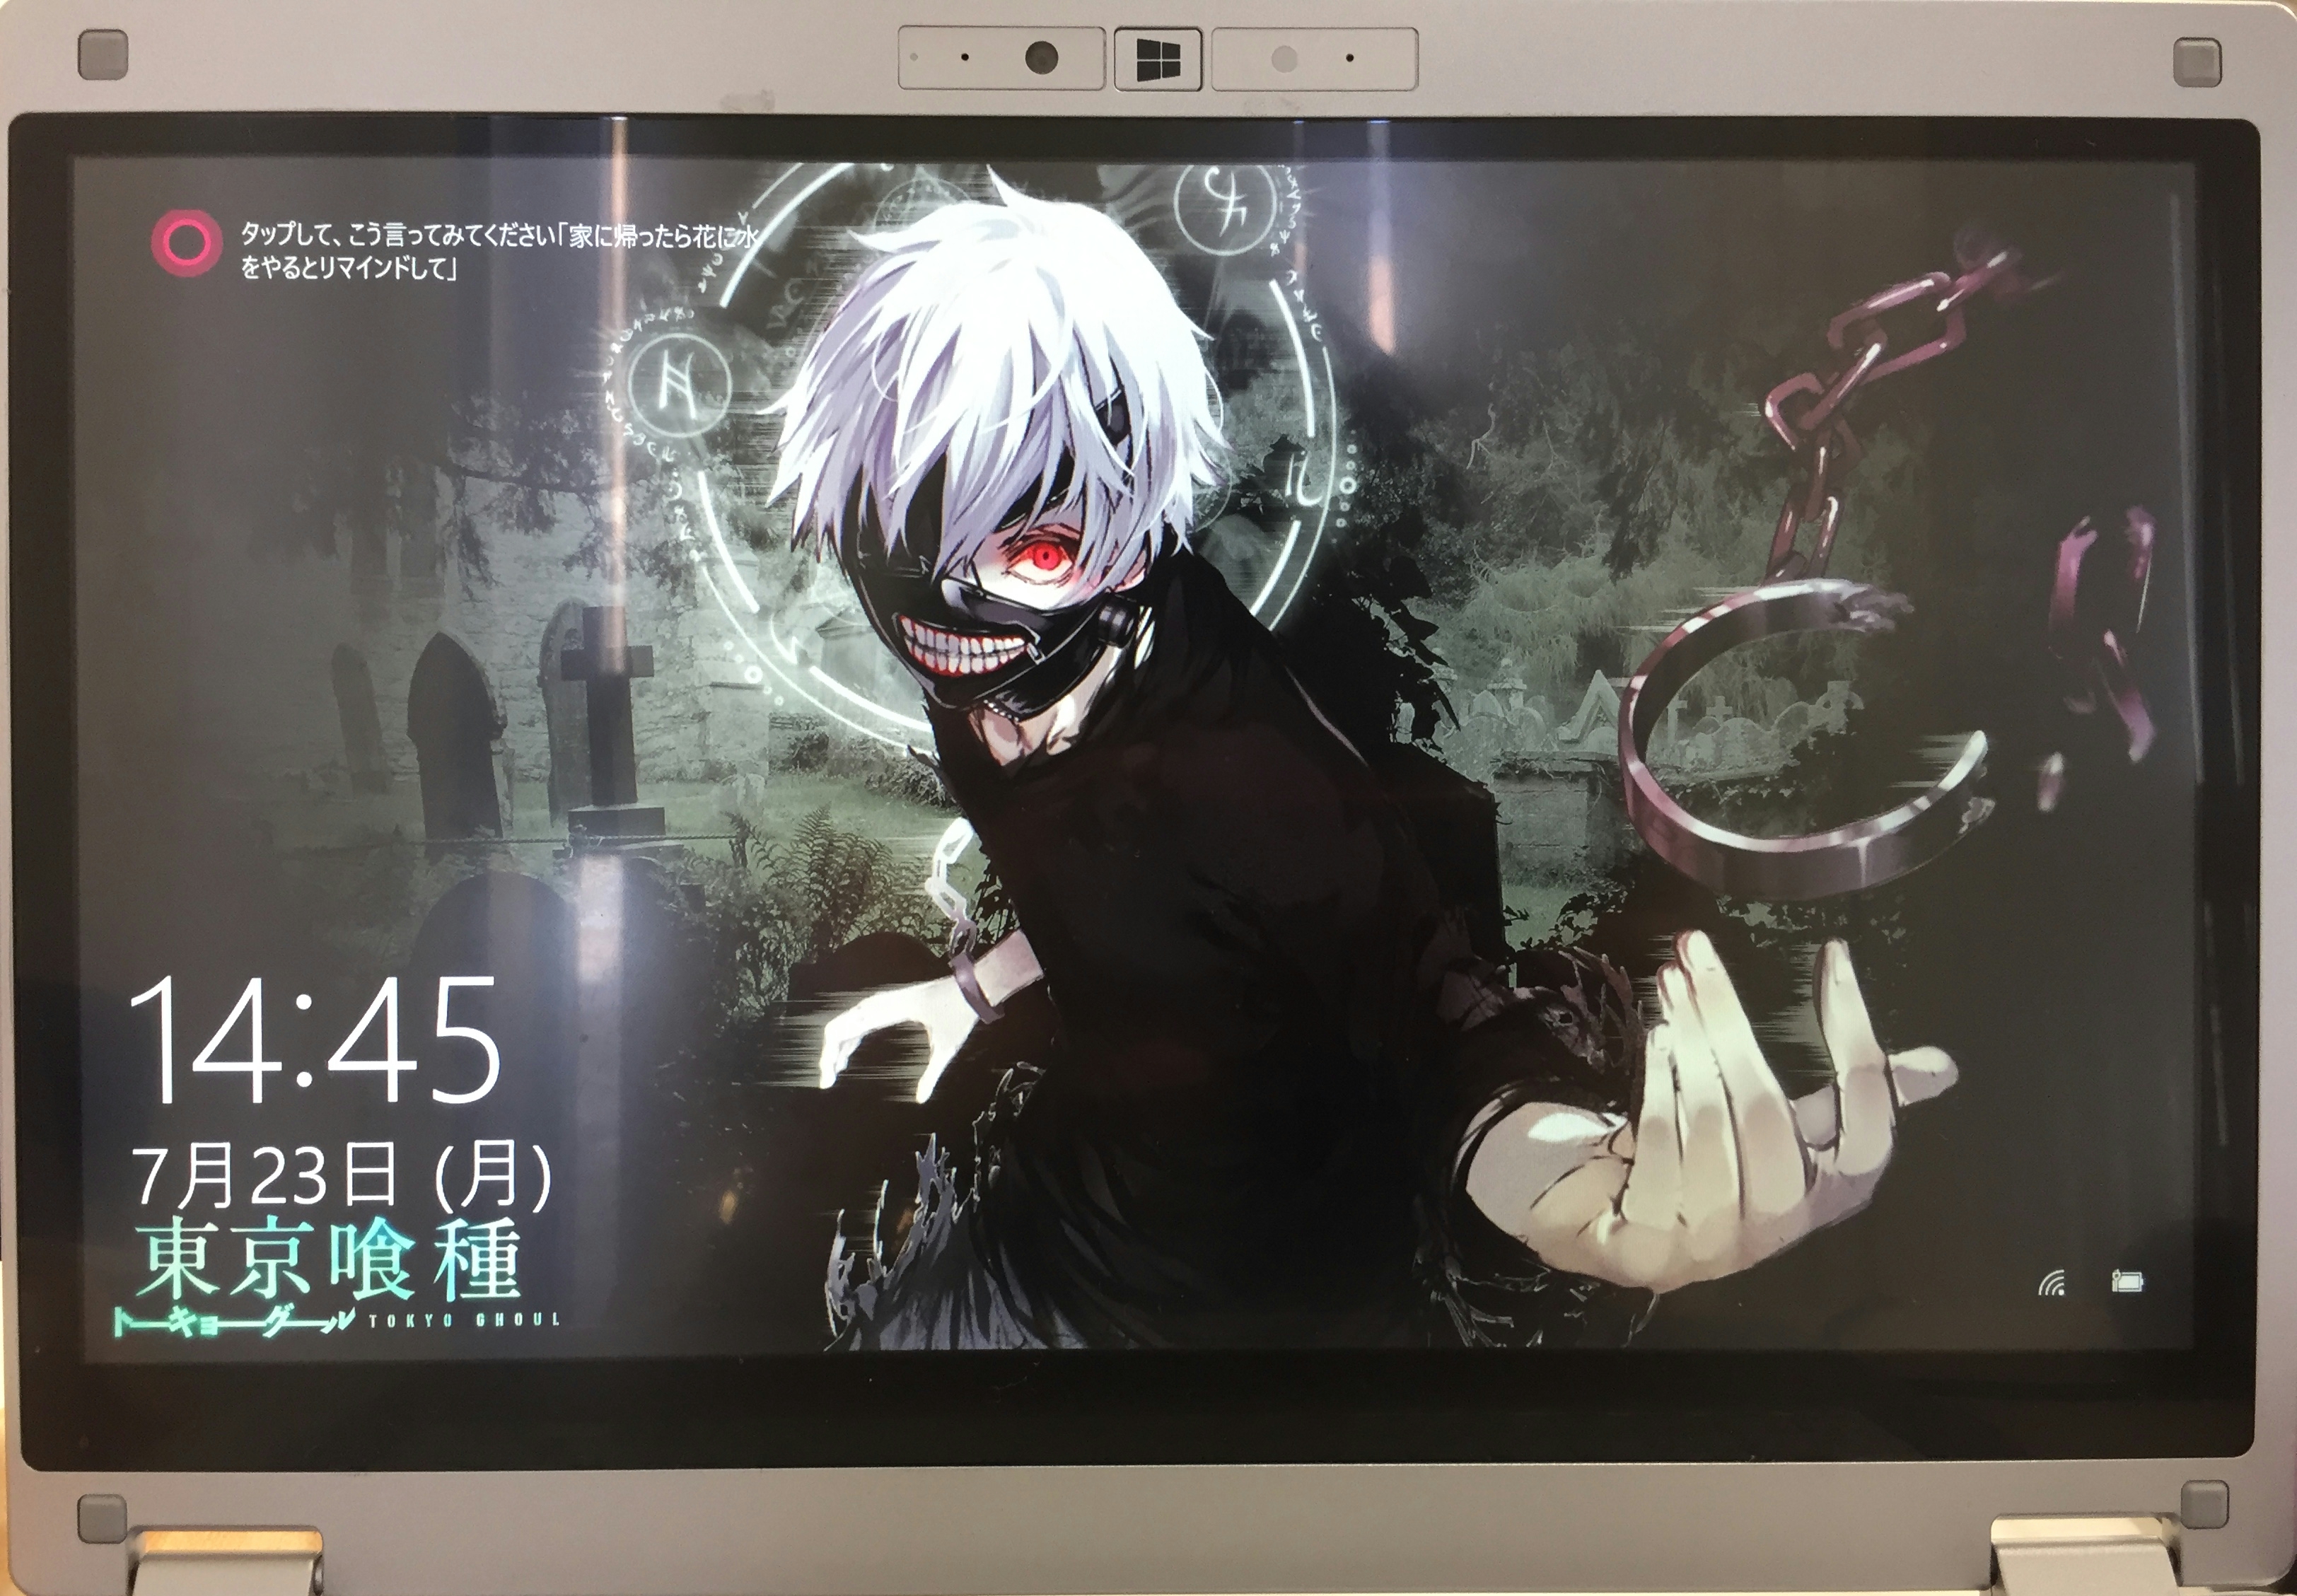 タップして、こう言ってみてください「家に帰ったら花に水
をやるとリマインドして」
14:45
7月23日 (月)
東京喰種
トーキョーグール TOKYO GHOUL